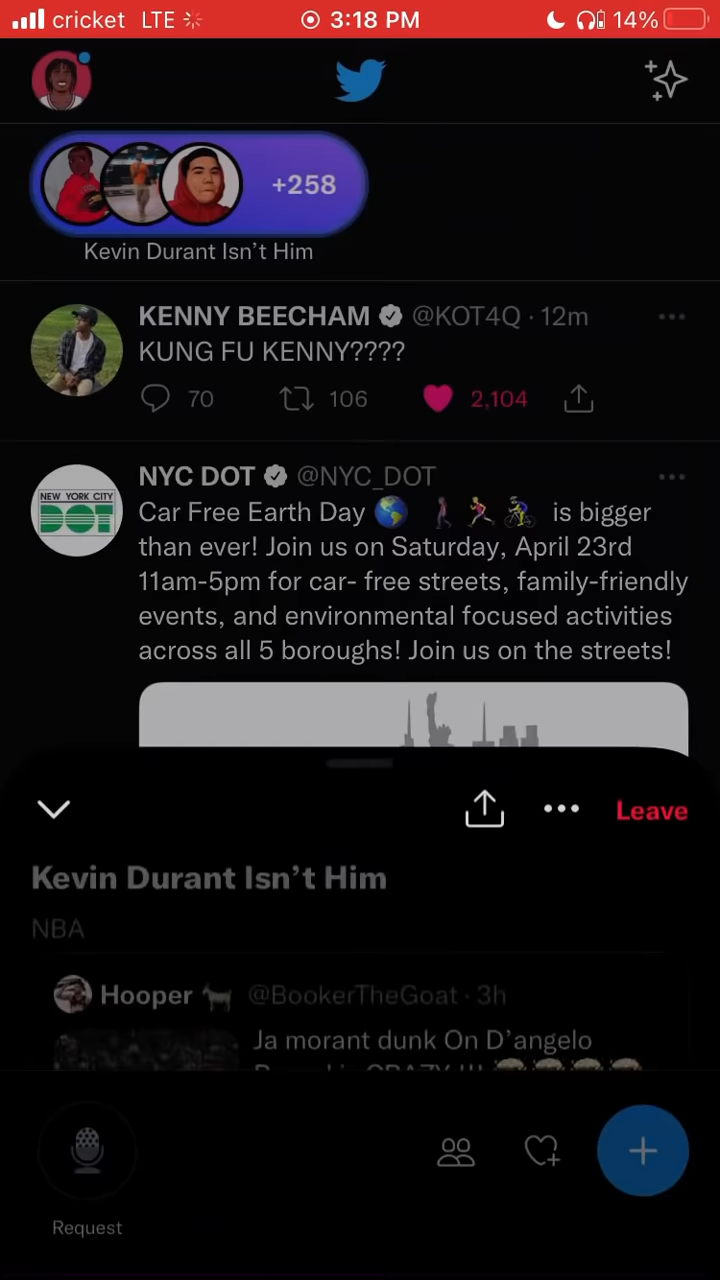 cricket LTE 3:18 PM 14%
+258
Kevin Durant Isn’t Him
KENNY BEECHAM @KOT4Q · 12m
KUNG FU KENNY????
70 106 2,104
NYC DOT @NYC_DOT
NEW YORK CITY
DOT
Car Free Earth Day 🌎 🚶🏃🚴 is bigger
than ever! Join us on Saturday, April 23rd
11am-5pm for car- free streets, family-friendly
events, and environmental focused activities
across all 5 boroughs! Join us on the streets!
Leave
Kevin Durant Isn’t Him
NBA
Hooper 🐐 @BookerTheGoat · 3h
Ja morant dunk On D’angelo
Request